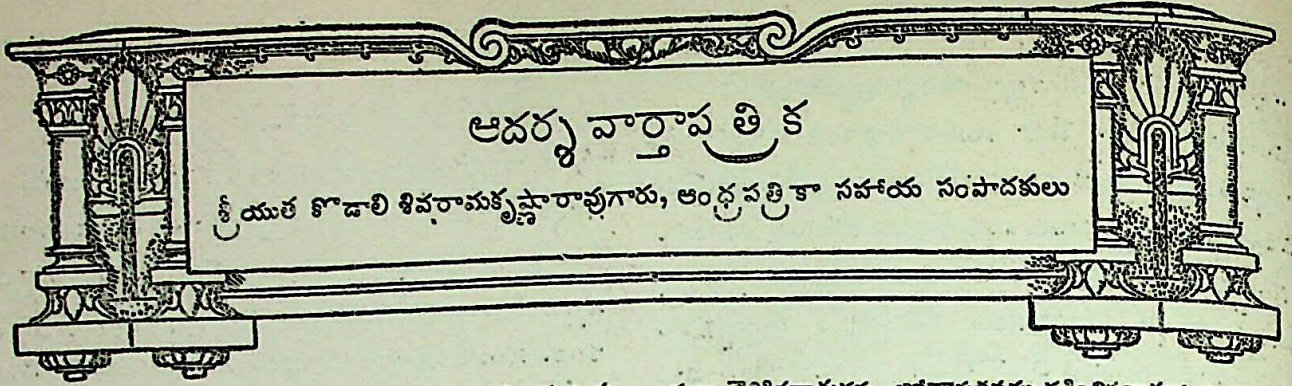 ఆదర్శ వార్తాపత్రిక
శ్రీయుత కొడాలి శివరామకృష్ణారావుగారు, ఆంధ్రపత్రికా సహాయ సంపాదకులు